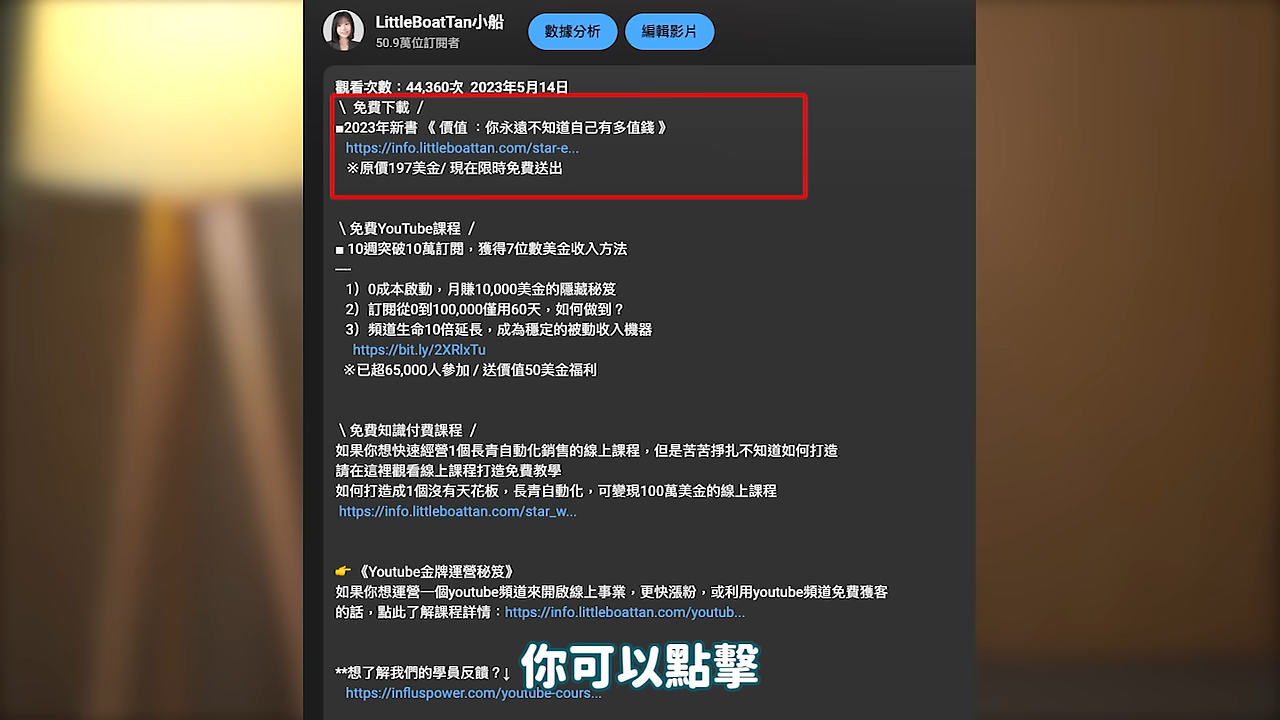 LittleBoatTan小船
50.9萬位訂閱者
數據分析
編輯影片
觀看次數：44,360次 2023年5月14日
\ 免費下載 /
■2023年新書 《 價值 ：你永遠不知道自己有多值錢 》
https://info.littleboattan.com/star-e...
※原價197美金/ 現在限時免費送出
\ 免費YouTube課程 /
■ 10週突破10萬訂閱，獲得7位數美金收入方法
—
1）0成本啟動，月賺10,000美金的隱藏秘笈
2）訂閱從0到100,000僅用60天，如何做到？
3）頻道生命10倍延長，成為穩定的被動收入機器
https://bit.ly/2XRlxTu
※已超65,000人參加 / 送價值50美金福利
\ 免費知識付費課程 /
如果你想快速經營1個長青自動化銷售的線上課程，但是苦苦掙扎不知道如何打造
請在這裡觀看線上課程打造免費教學
如何打造成1個沒有天花板，長青自動化，可變現100萬美金的線上課程
https://info.littleboattan.com/star_w...
👉 《Youtube金牌運營秘笈》
如果你想運營一個youtube頻道來開啟線上事業，更快漲粉，或利用youtube頻道免費獲客
的話，點此了解課程詳情：https://info.littleboattan.com/youtub...
**想了解我們的學員反饋？↓
https://influspower.com/youtube-cours...
你可以點擊